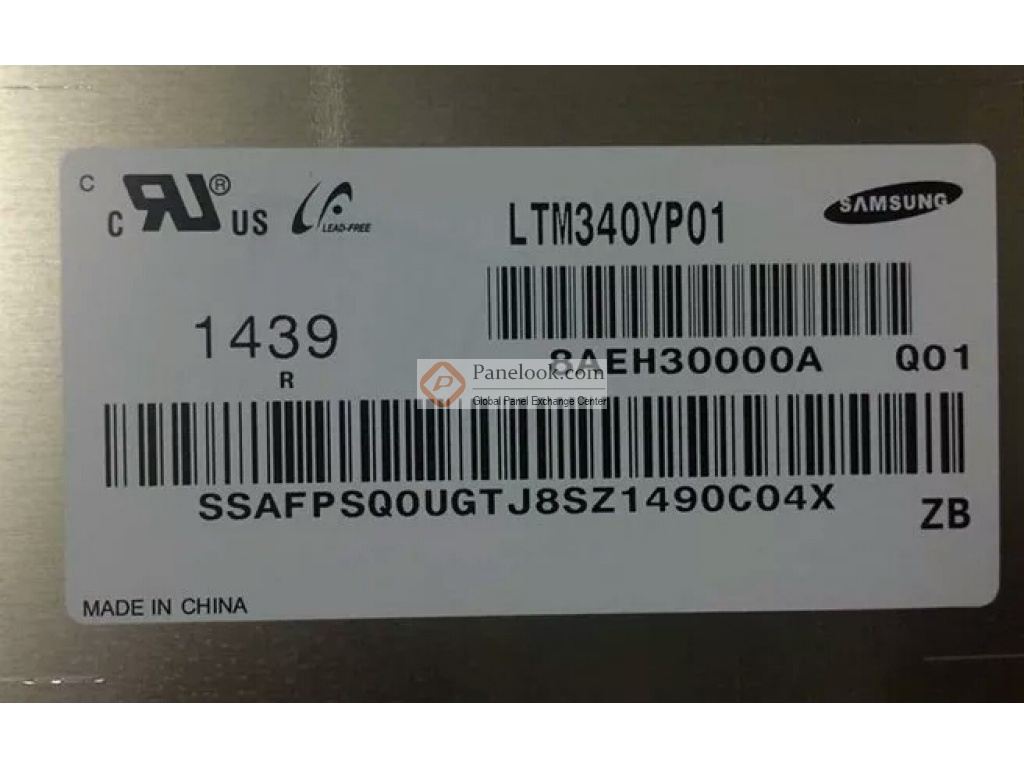 C
C RU ® US
LEAD-FREE
LTM340YP01
SAMSUNG
1439
R
8AEH30000A Q01
Panelook.com
Global Panel Exchange Center
SSAFPSQ0UGTJ8SZ1490C04X
ZB
MADE IN CHINA